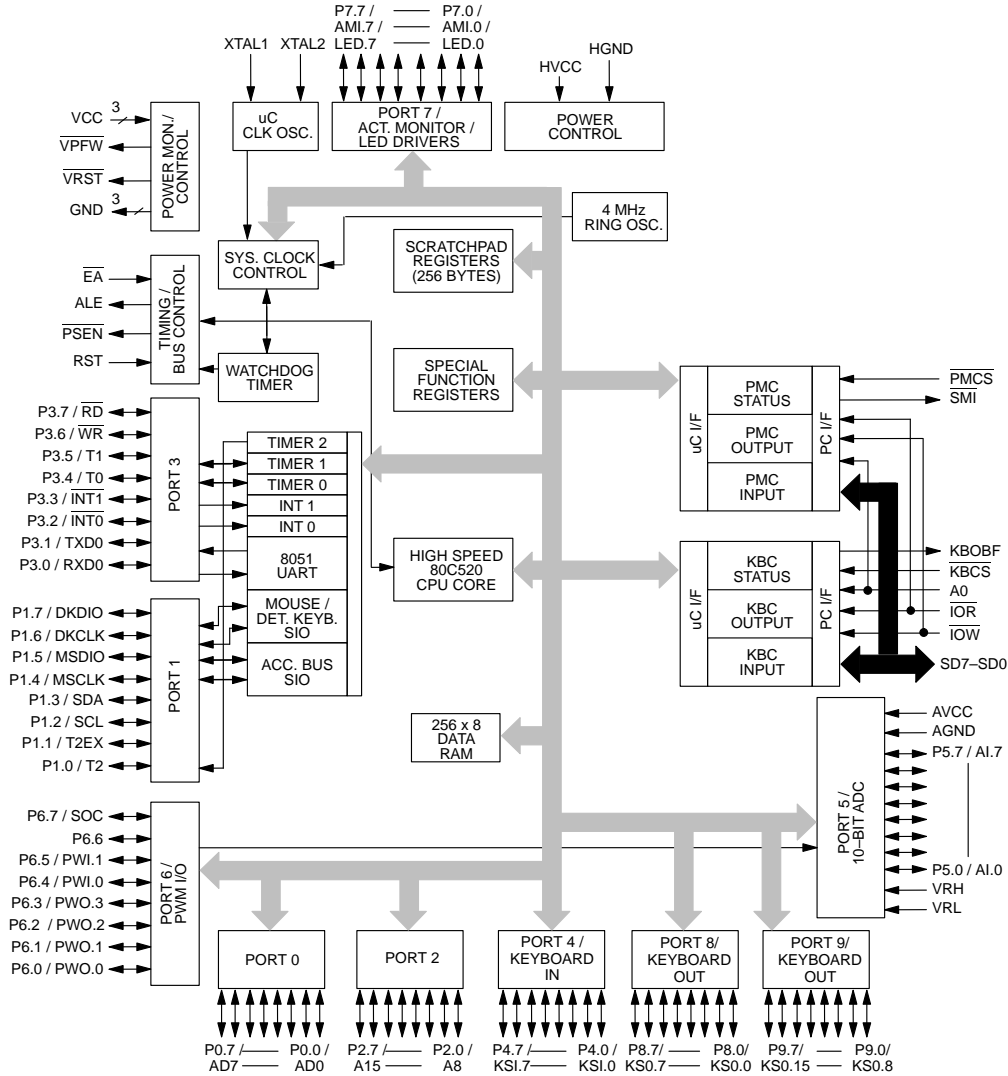 P7.7 / P7.0 /
AMI.7 AMI.0 /
LED.7 LED.0
XTAL1 XTAL2
HVCC HGND
uC
CLK OSC.
PORT 7 /
ACT. MONITOR /
LED DRIVERS
POWER
CONTROL
VCC 3
VPFW
VRST
GND 3
POWER MON./
CONTROL
4 MHz
RING OSC.
SYS. CLOCK
CONTROL
SCRATCHPAD
REGISTERS
(256 BYTES)
EA
ALE
PSEN
RST
TIMING /
BUS CONTROL
WATCHDOG
TIMER
SPECIAL
FUNCTION
REGISTERS
uC I/F
PMC
STATUS
PMC
OUTPUT
PMC
INPUT
PC I/F
PMCS
SMI
P3.7 / RD
P3.6 / WR
P3.5 / T1
P3.4 / T0
P3.3 / INT1
P3.2 / INT0
P3.1 / TXD0
P3.0 / RXD0
PORT 3
TIMER 2
TIMER 1
TIMER 0
INT 1
INT 0
8051
UART
MOUSE /
DET. KEYB.
SIO
ACC. BUS
SIO
HIGH SPEED
80C520
CPU CORE
uC I/F
KBC
STATUS
KBC
OUTPUT
KBC
INPUT
PC I/F
KBOBF
KBCS
A0
IOR
IOW
SD7–SD0
P1.7 / DKDIO
P1.6 / DKCLK
P1.5 / MSDIO
P1.4 / MSCLK
P1.3 / SDA
P1.2 / SCL
P1.1 / T2EX
P1.0 / T2
PORT 1
256 x 8
DATA
RAM
PORT 5 /
10–BIT ADC
AVCC
AGND
P5.7 / AI.7
P5.0 / AI.0
VRH
VRL
P6.7 / SOC
P6.6
P6.5 / PWI.1
P6.4 / PWI.0
P6.3 / PWO.3
P6.2 / PWO.2
P6.1 / PWO.1
P6.0 / PWO.0
PORT 6 /
PWM I/O
PORT 0
PORT 2
PORT 4 /
KEYBOARD
IN
PORT 8/
KEYBOARD
OUT
PORT 9/
KEYBOARD
OUT
P0.7 / P0.0 / P2.7 / P2.0 / P4.7 / P4.0 / P8.7/ P8.0/ P9.7/ P9.0/
AD7 AD0 A15 A8 KSI.7 KSI.0 KS0.7 KS0.0 KS0.15 KS0.8